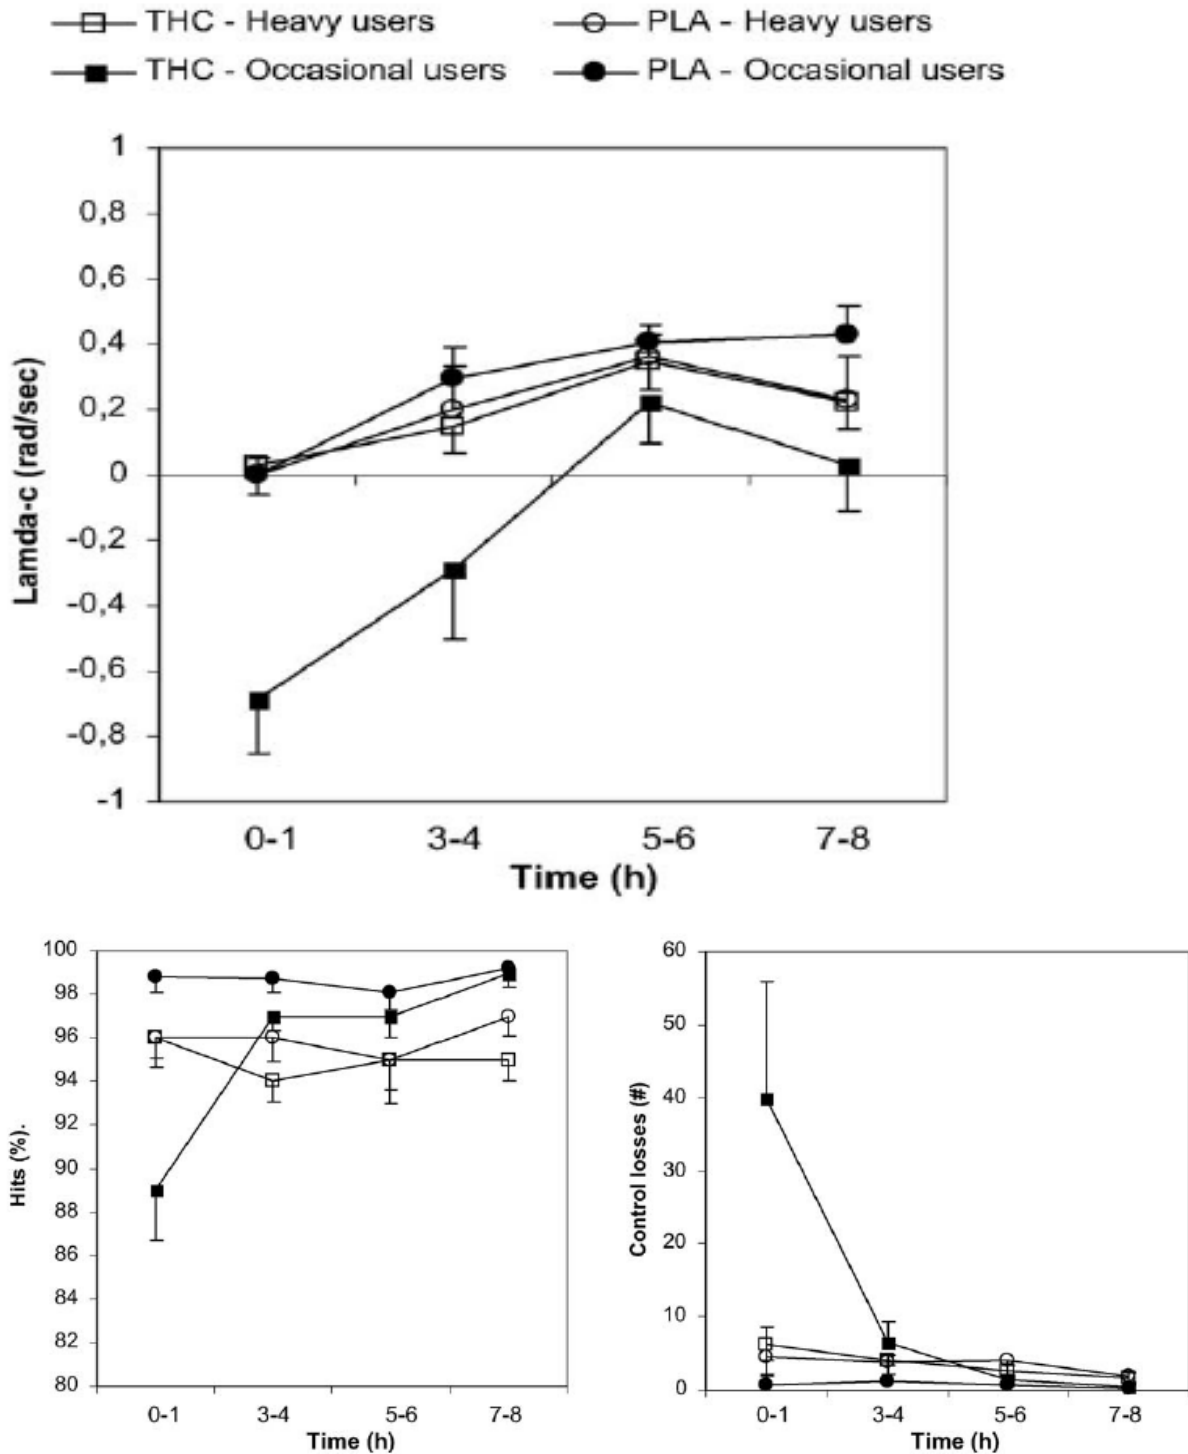 THC - Heavy users PLA - Heavy users
THC - Occasional users PLA - Occasional users
1
0,8
0,6
0,4
0,2
0
-0,2
-0,4
-0,6
-0,8
-1
Lamda-c (rad/sec)
0-1 3-4 5-6 7-8
Time (h)
100
98
96
94
92
90
88
86
84
82
80
Hits (%).
0-1 3-4 5-6 7-8
Time (h)
60
50
40
30
20
10
0
Control losses (#)
0-1 3-4 5-6 7-8
Time (h)